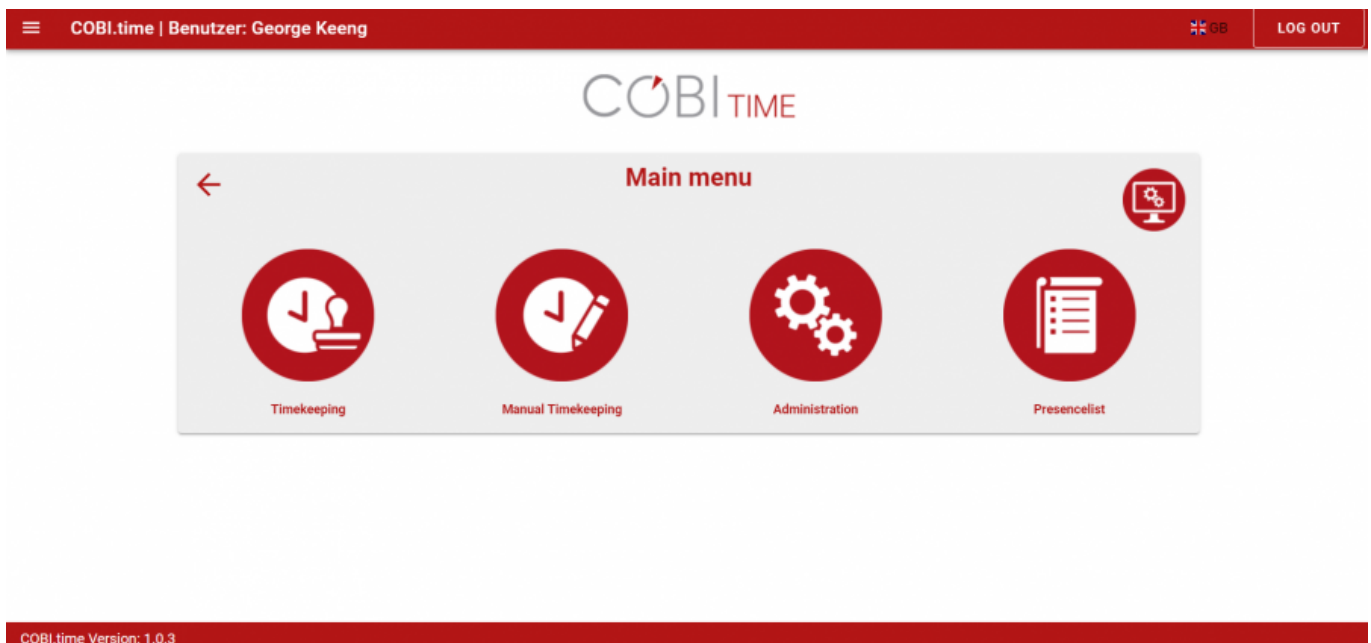 COBI.time | Benutzer: George Keeng
GB
LOG OUT
COBI TIME
Main menu
Timekeeping
Manual Timekeeping
Administration
Presencelist
COBI.time Version: 1.0.3